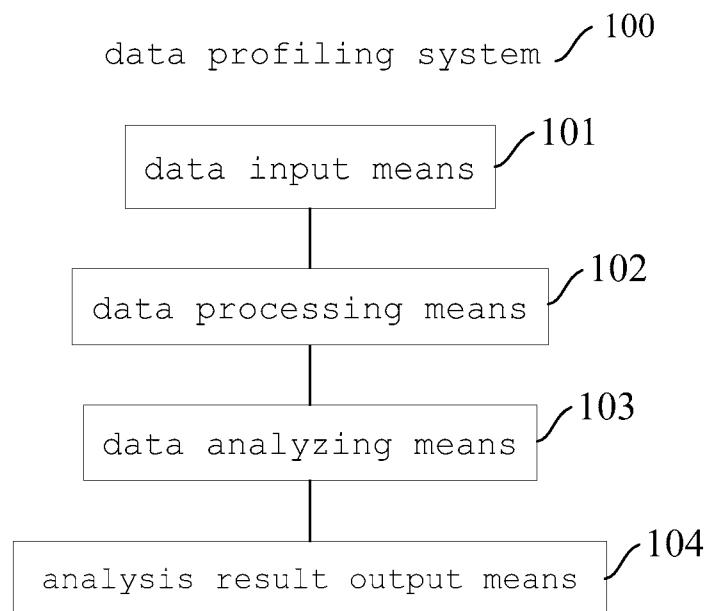 data profiling system 100
data input means 101
data processing means 102
data analyzing means 103
analysis result output means 104